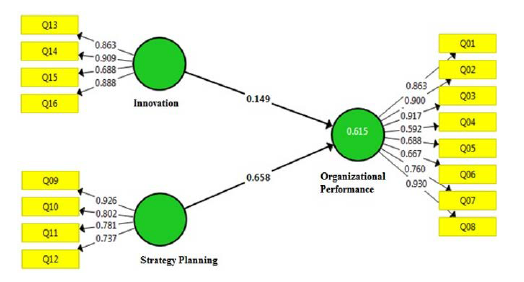 Q13
Q14
Q15
Q16
0.863
0.909
0.688
0.888
Innovation
0.149
Q09
Q10
Q11
Q12
0.926
0.802
0.781
0.737
Strategy Planning
0.658
0.615
Organizational
Performance
0.863
0.900
0.917
0.592
0.688
0.667
0.760
0.930
Q01
Q02
Q03
Q04
Q05
Q06
Q07
Q08